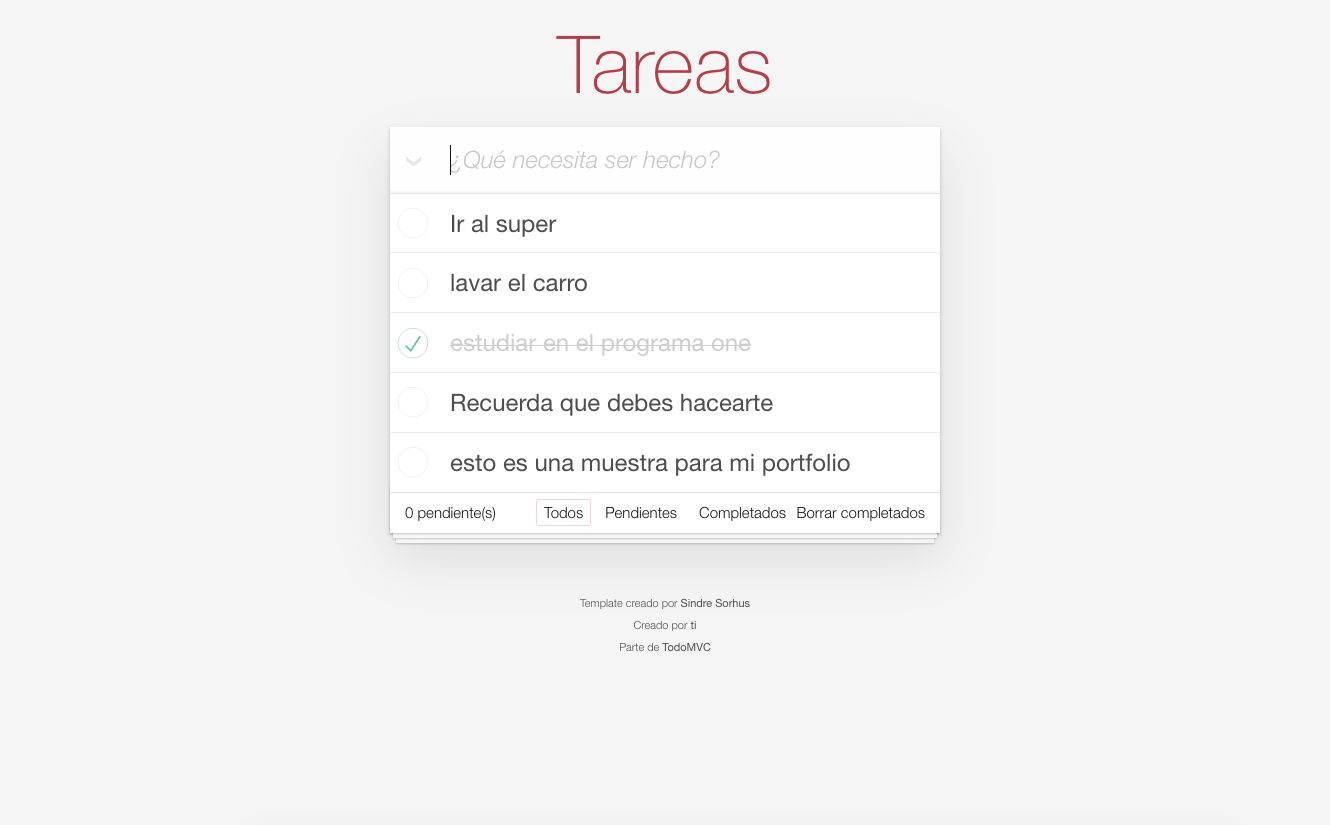 Tareas
¿Qué necesita ser hecho?
Ir al super
lavar el carro
estudiar en el programa one
Recuerda que debes hacearte
esto es una muestra para mi portfolio
0 pendiente(s) Todos Pendientes Completados Borrar completados
Template creado por Sindre Sorhus
Creado por ti
Parte de TodoMVC